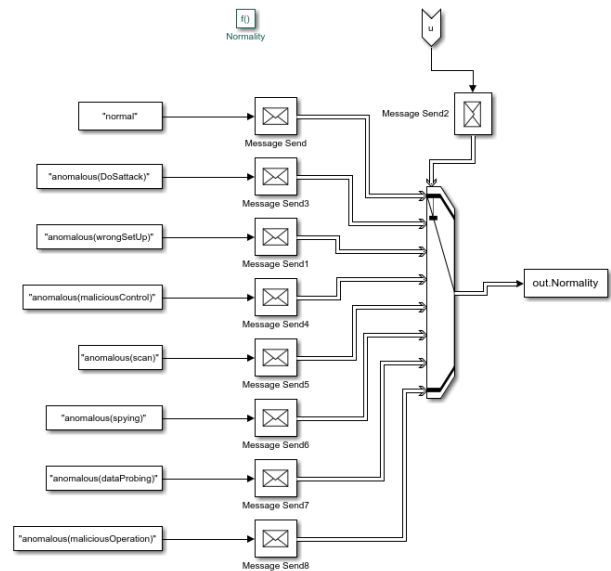 f()
Normality
u
Message Send2
"normal"
Message Send
"anomalous(DoSattack)"
Message Send3
"anomalous(wrongSetUp)"
Message Send1
"anomalous(maliciousControl)"
Message Send4
out.Normality
"anomalous(scan)"
Message Send5
"anomalous(spying)"
Message Send6
"anomalous(dataProbing)"
Message Send7
"anomalous(maliciousOperation)"
Message Send8